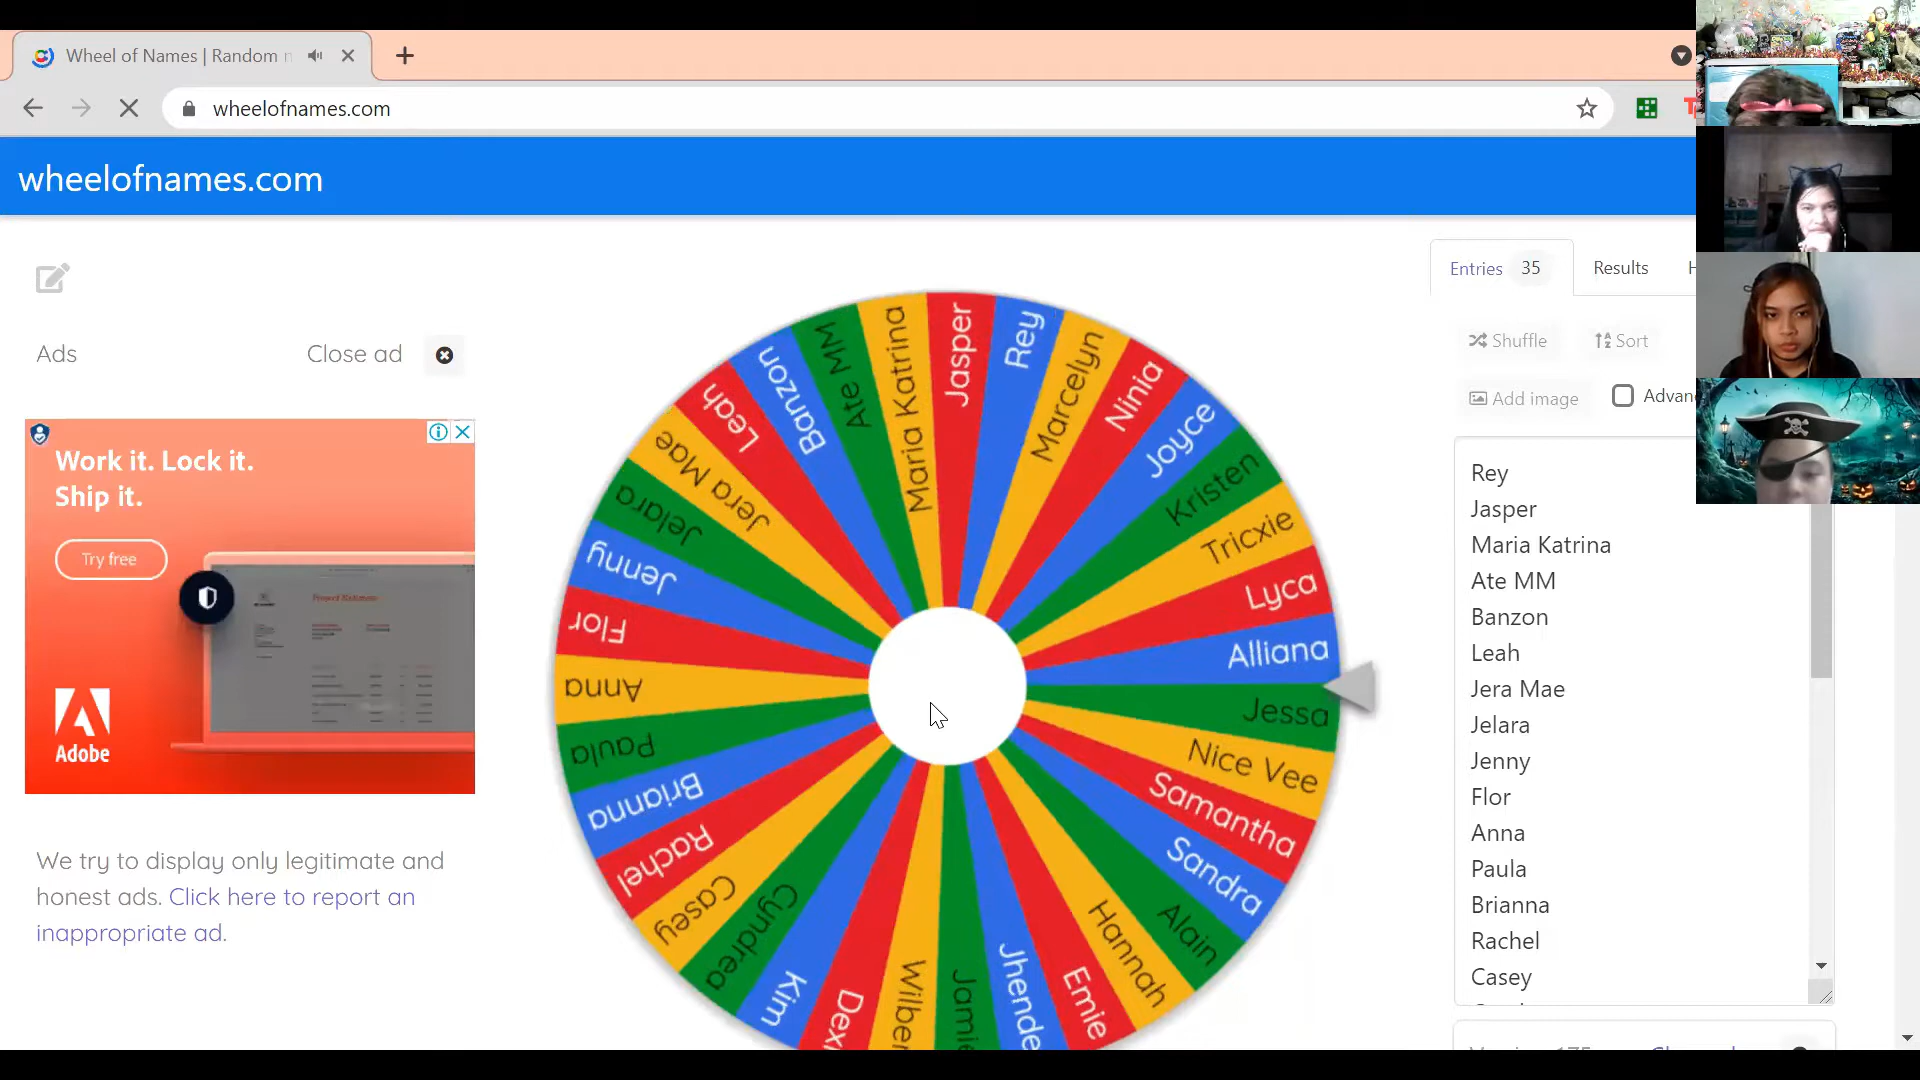 Wheel of Names | Random
wheelofnames.com
wheelofnames.com
Ads
Close ad
Work it. Lock it.
Ship it.
Try free
Adobe
We try to display only legitimate and
honest ads. Click here to report an
inappropriate ad.
Jasper
Rey
Marcelyn
Ninia
Joyce
Kristen
Tricxie
Lyca
Alliana
Jessa
Nice Vee
Samantha
Sandra
Alain
Hannah
Emie
Jhende
Jamie
Wilber
Dexi
Kim
Cyndrea
Casey
Rachel
Brianna
Paula
Anna
Flor
Jenny
Jelara
Jera Mae
Leah
Banzon
Ate MM
Maria Katrina
Entries 35
Results
Shuffle
Sort
Add image
Advan
Rey
Jasper
Maria Katrina
Ate MM
Banzon
Leah
Jera Mae
Jelara
Jenny
Flor
Anna
Paula
Brianna
Rachel
Casey